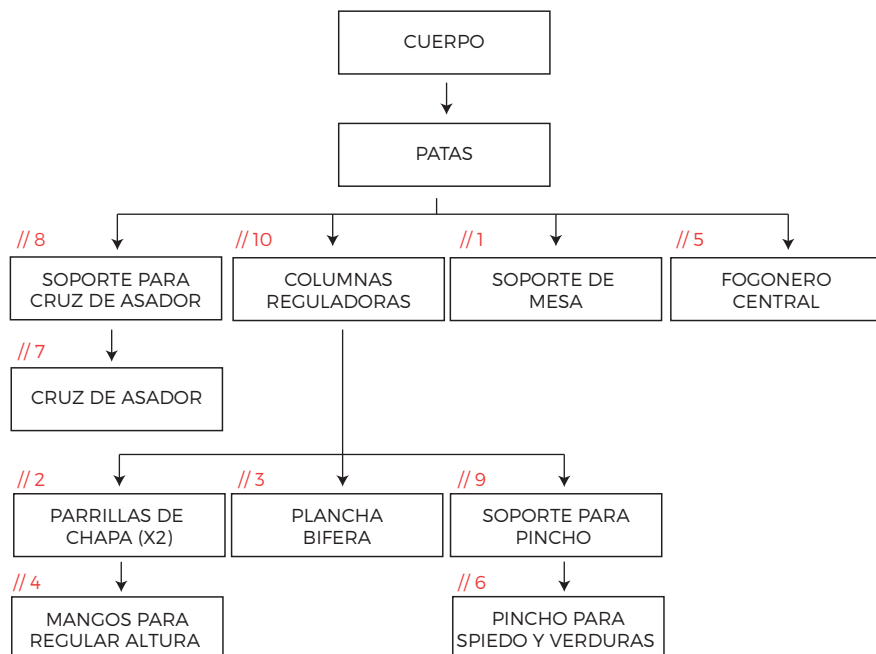 CUERPO
PATAS
// 8
SOPORTE PARA
CRUZ DE ASADOR
// 10
COLUMNAS
REGULADORAS
// 1
SOPORTE DE
MESA
// 5
FOGONERO
CENTRAL
// 7
CRUZ DE ASADOR
// 2
PARRILLAS DE
CHAPA (X2)
// 3
PLANCHA
BIFERA
// 9
SOPORTE PARA
PINCHO
// 4
MANGOS PARA
REGULAR ALTURA
// 6
PINCHO PARA
SPIEDO Y VERDURAS